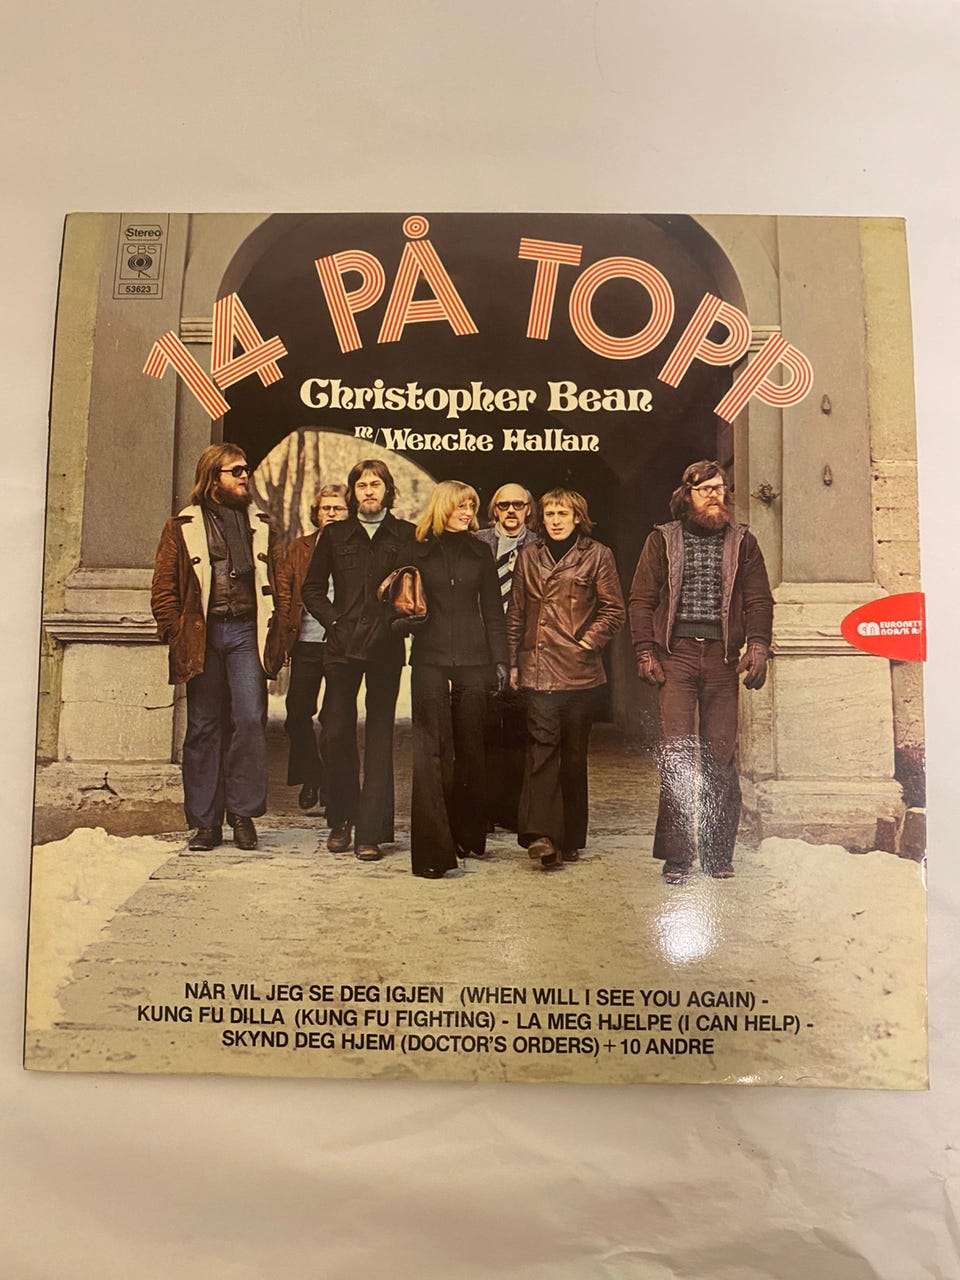 Stereo
CBS
53623
14 PÅ TOPP
Christopher Bean
m/Wenche Hallan
EURONETT
NORSK A
NÅR VIL JEG SE DEG IGJEN (WHEN WILL I SEE YOU AGAIN) -
KUNG FU DILLA (KUNG FU FIGHTING) - LA MEG HJELPE (I CAN HELP) -
SKYND DEG HJEM (DOCTOR'S ORDERS) + 10 ANDRE